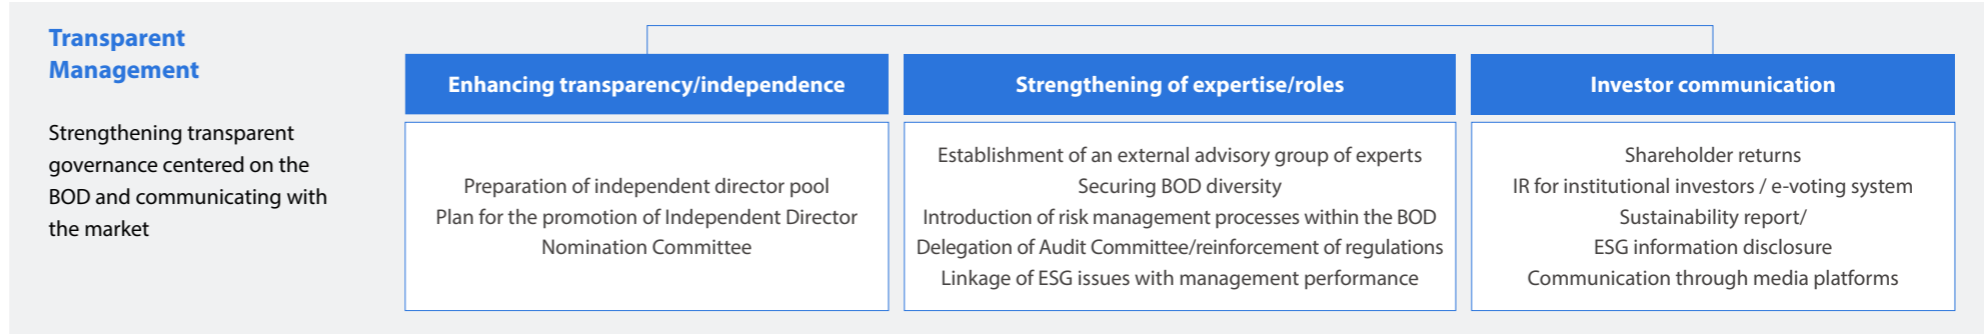 Transparent
Management
Strengthening transparent
governance centered on the
BOD and communicating with
the market
Enhancing transparency/independence
Preparation of independent director pool
Plan for the promotion of Independent Director
Nomination Committee
Strengthening of expertise/roles
Establishment of an external advisory group of experts
Securing BOD diversity
Introduction of risk management processes within the BOD
Delegation of Audit Committee/reinforcement of regulations
Linkage of ESG issues with management performance
Investor communication
Shareholder returns
IR for institutional investors / e-voting system
Sustainability report/
ESG information disclosure
Communication through media platforms